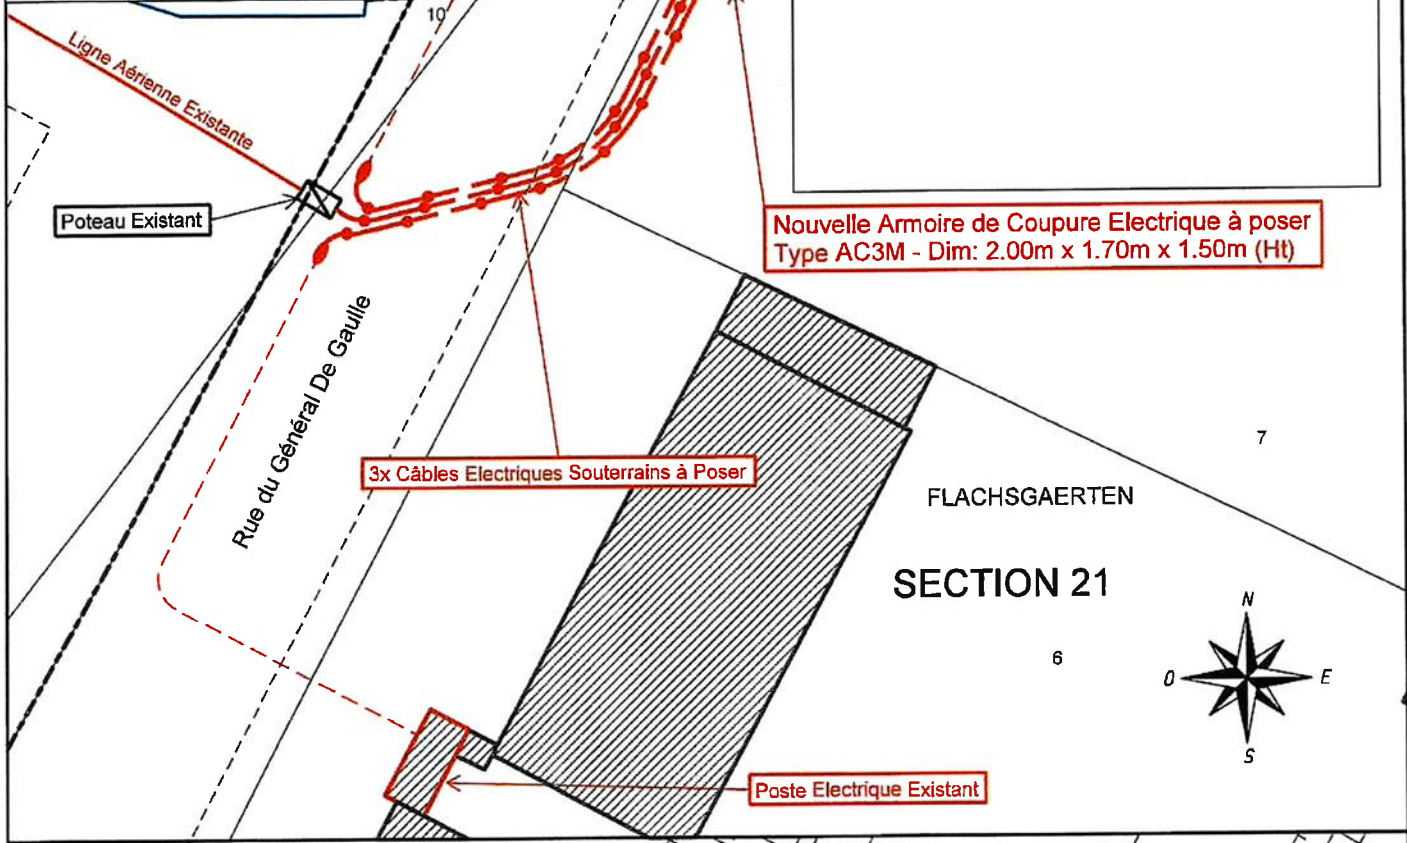 10
Ligne Aérienne Existante
Poteau Existant
Nouvelle Armoire de Coupure Electrique à poser
Type AC3M - Dim: 2.00m x 1.70m x 1.50m (Ht)
Rue du Général De Gaulle
3x Câbles Electriques Souterrains à Poser
7
FLACHSGAERTEN
SECTION 21
6
N
O
E
S
Poste Electrique Existant